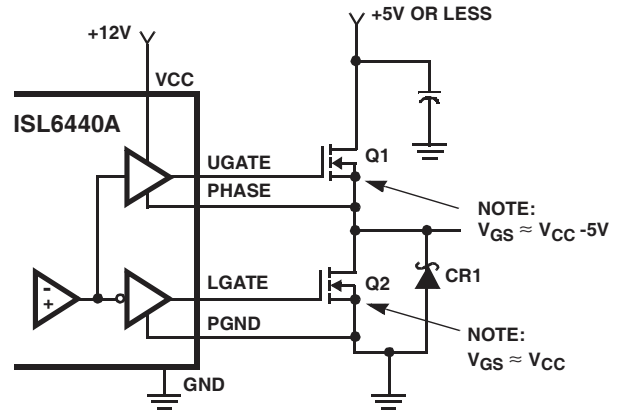 +5V OR LESS
+12V
VCC
ISL6440A
UGATE
Q1
PHASE
NOTE:
VGS ≈ VCC -5V
- +
LGATE
Q2
CR1
PGND
NOTE:
VGS ≈ VCC
GND